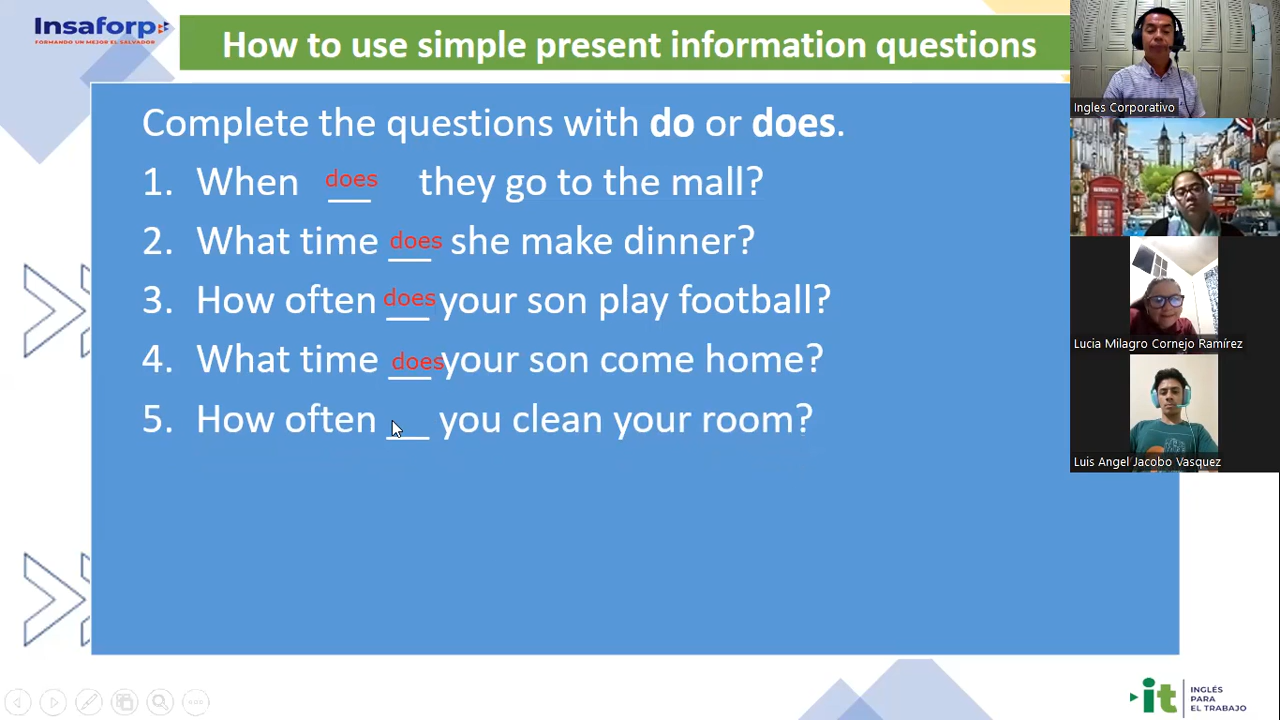 Insaforp
FORMANDO UN MEJOR EL SALVADOR
How to use simple present information questions
Complete the questions with do or does.
1. When does they go to the mall?
2. What time does she make dinner?
3. How often does your son play football?
4. What time does your son come home?
5. How often ___ you clean your room?
Ingles Corporativo
Lucia Milagro Cornejo Ramírez
Luis Angel Jacobo Vasquez
it
INGLÉS
PARA
EL TRABAJO